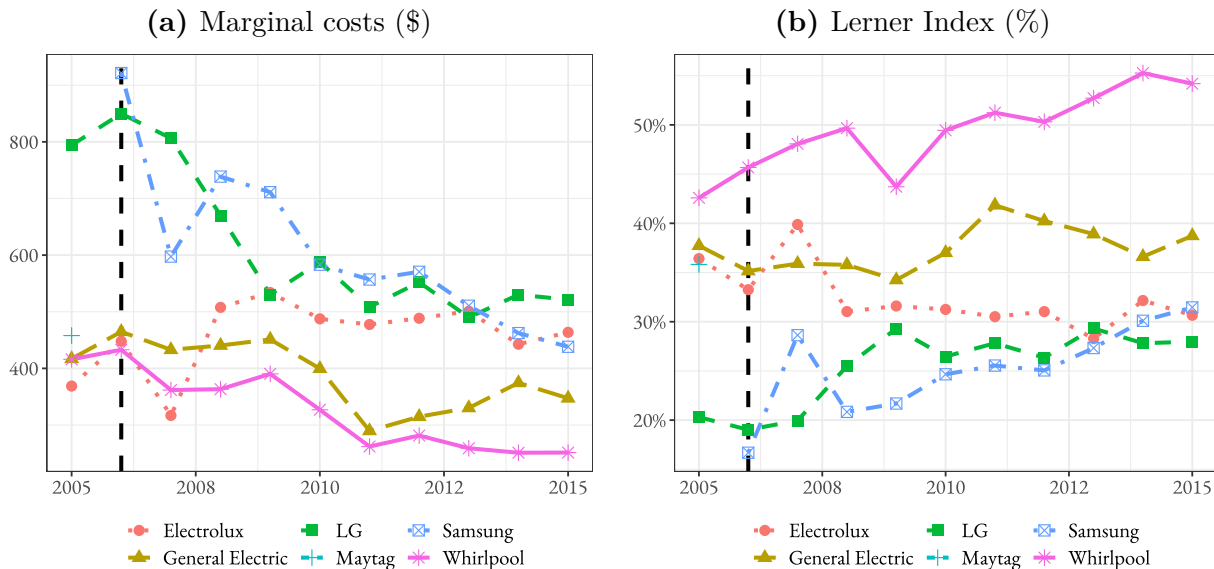 (a) Marginal costs ($)
800
600
400
2005 2008 2010 2012 2015
Electrolux LG Samsung
General Electric Maytag Whirlpool
(b) Lerner Index (%)
50%
40%
30%
20%
2005 2008 2010 2012 2015
Electrolux LG Samsung
General Electric Maytag Whirlpool